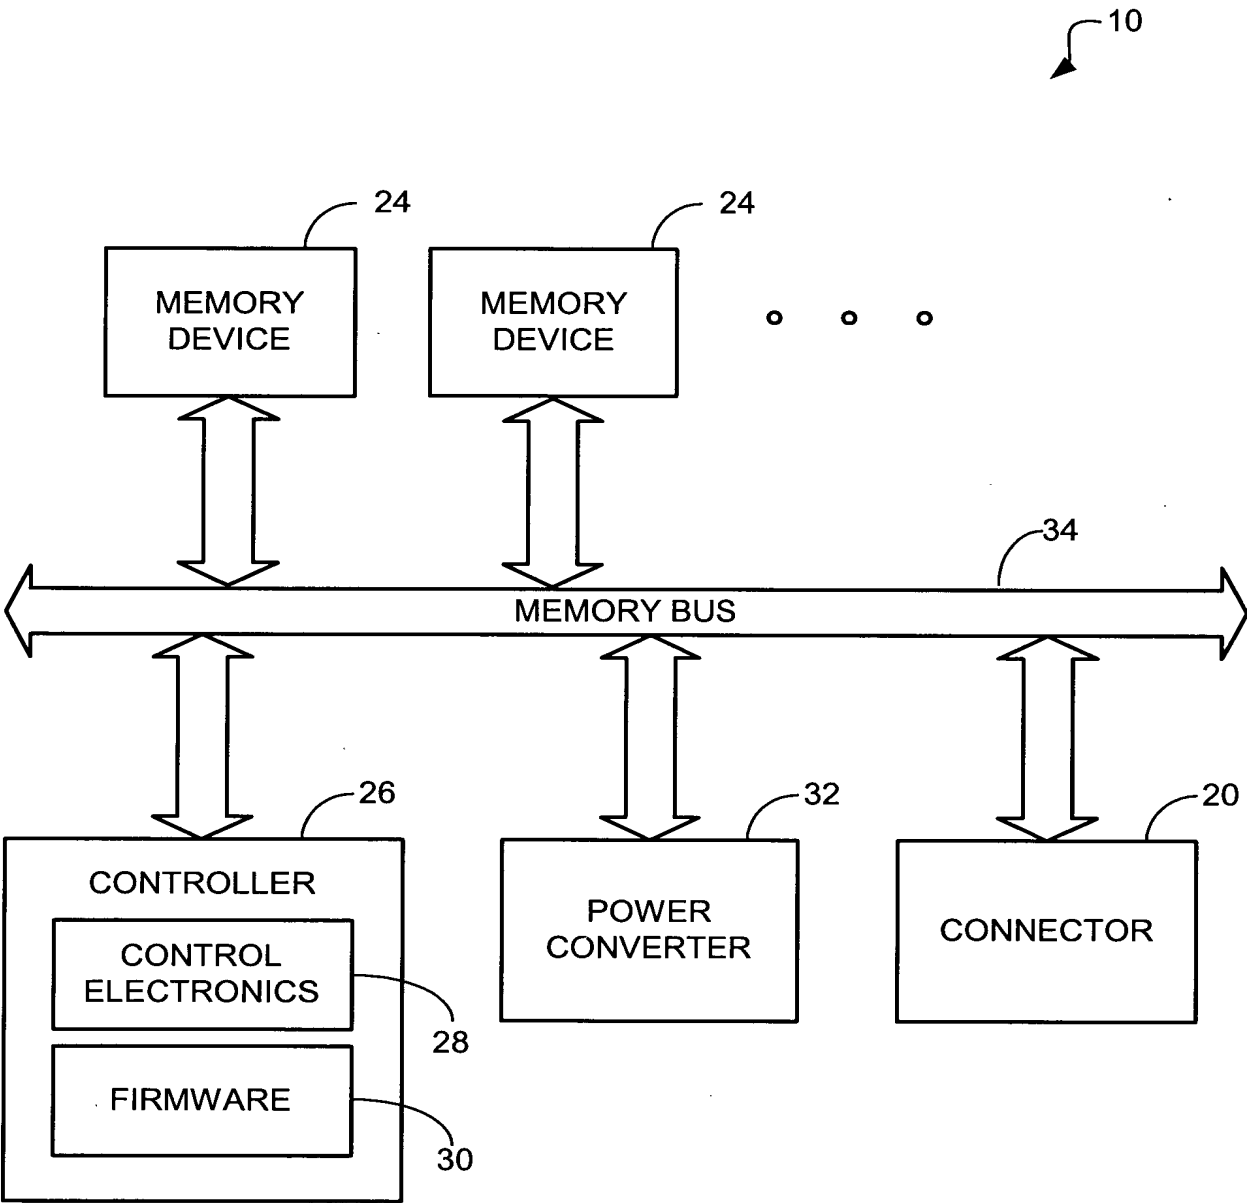 10
24
24
MEMORY
DEVICE
MEMORY
DEVICE
34
MEMORY BUS
26
32
20
CONTROLLER
CONTROL
ELECTRONICS
28
FIRMWARE
30
POWER
CONVERTER
CONNECTOR